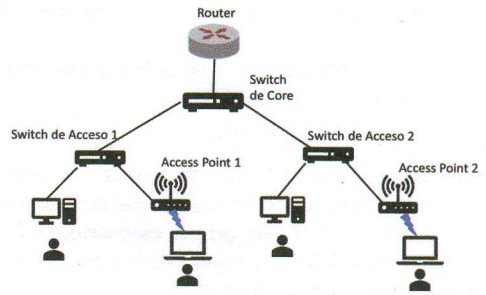 Router
Switch
de Core
Switch de Acceso 1
Switch de Acceso 2
Access Point 1
Access Point 2